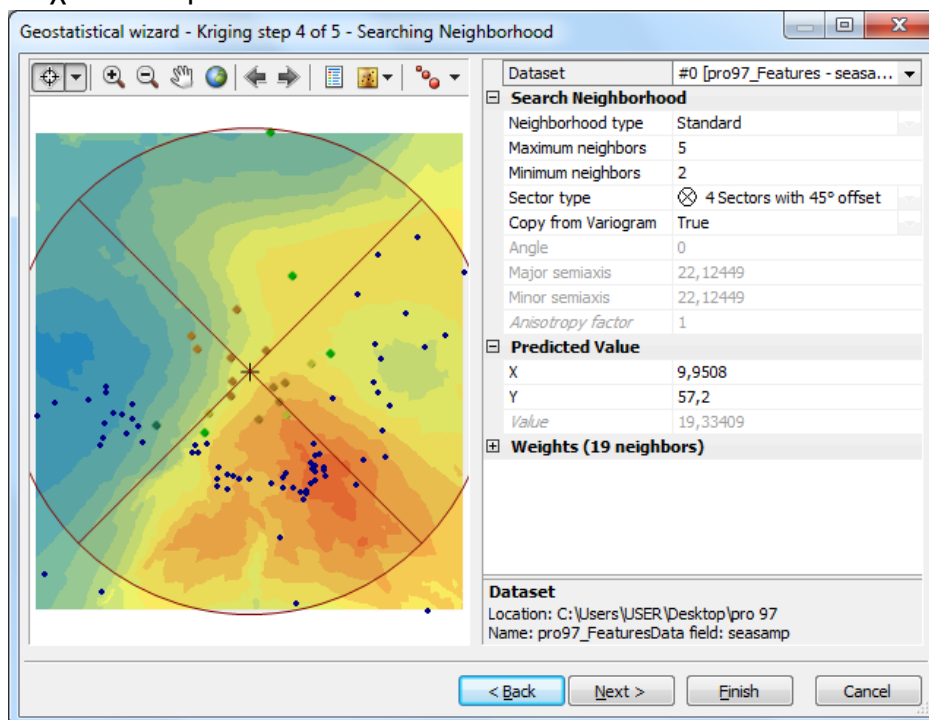 Geostatistical wizard - Kriging step 4 of 5 - Searching Neighborhood
Dataset #0 [pro97_Features - seasa...
Search Neighborhood
Neighborhood type Standard
Maximum neighbors 5
Minimum neighbors 2
Sector type 4 Sectors with 45° offset
Copy from Variogram True
Angle 0
Major semiaxis 22,12449
Minor semiaxis 22,12449
Anisotropy factor 1
Predicted Value
X 9,9508
Y 57,2
Value 19,33409
Weights (19 neighbors)
Dataset
Location: C:\Users\USER\Desktop\pro 97
Name: pro97_FeaturesData field: seasamp
< Back Next > Finish Cancel